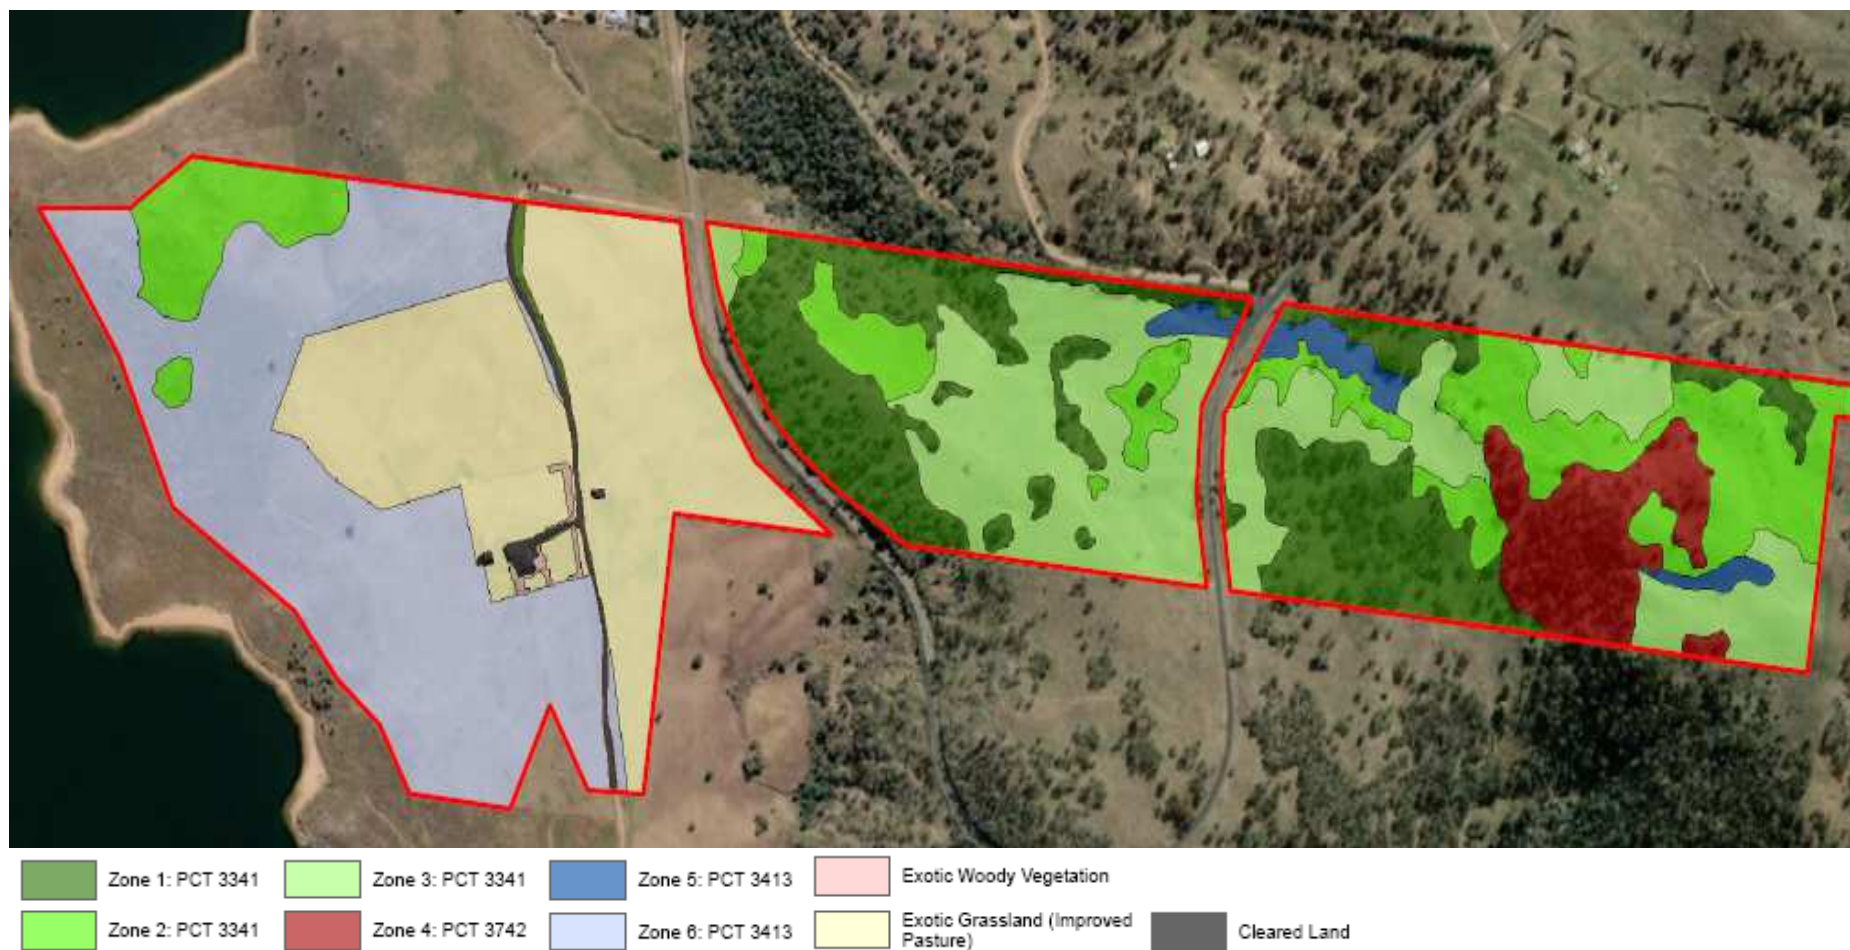 Zone 1: PCT 3341
Zone 3: PCT 3341
Zone 5: PCT 3413
Exotic Woody Vegetation
Zone 2: PCT 3341
Zone 4: PCT 3742
Zone 6: PCT 3413
Exotic Grassland (Improved
Pasture)
Cleared Land